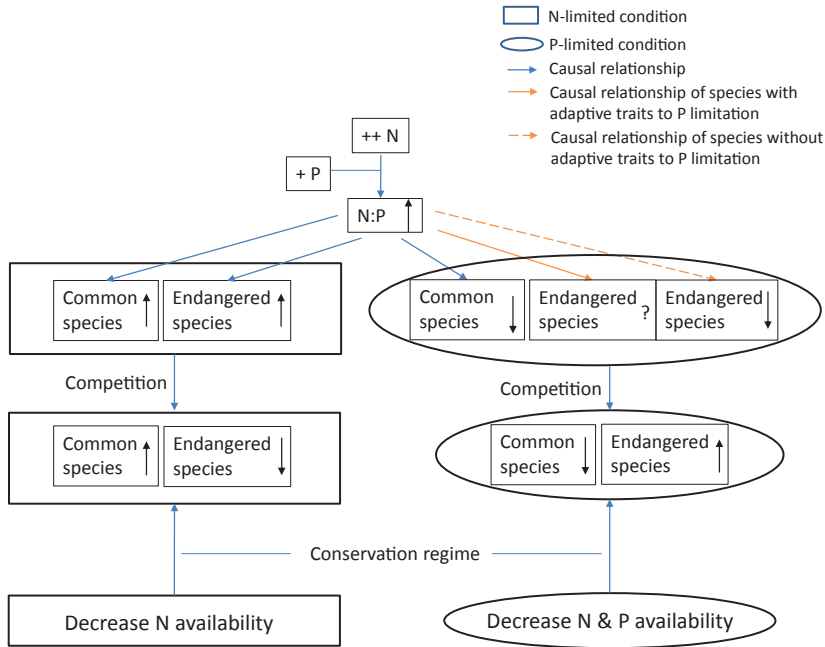 N-limited condition
P-limited condition
Causal relationship
Causal relationship of species with
adaptive traits to P limitation
Causal relationship of species without
adaptive traits to P limitation
++ N
+ P
N:P
Common
species
Endangered
species
Common
species
Endangered
species ?
Endangered
species
Competition
Competition
Common
species
Endangered
species
Common
species
Endangered
species
Conservation regime
Decrease N availability
Decrease N & P availability